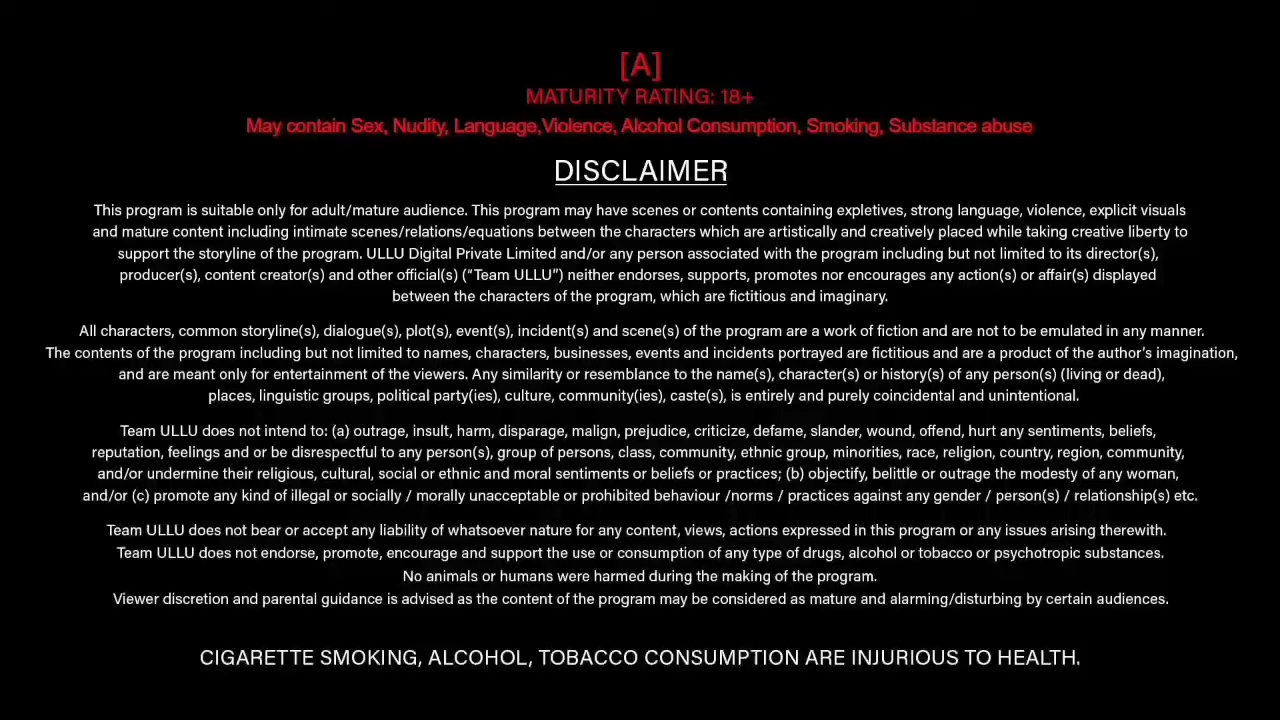 [A]
MATURITY RATING: 18+
May contain Sex, Nudity, Language,Violence, Alcohol Consumption, Smoking, Substance abuse
DISCLAIMER
This program is suitable only for adult/mature audience. This program may have scenes or contents containing expletives, strong language, violence, explicit visuals
and mature content including intimate scenes/relations/equations between the characters which are artistically and creatively placed while taking creative liberty to
support the storyline of the program. ULLU Digital Private Limited and/or any person associated with the program including but not limited to its director(s),
producer(s), content creator(s) and other official(s) (“Team ULLU”) neither endorses, supports, promotes nor encourages any action(s) or affair(s) displayed
between the characters of the program, which are fictitious and imaginary.
All characters, common storyline(s), dialogue(s), plot(s), event(s), incident(s) and scene(s) of the program are a work of fiction and are not to be emulated in any manner.
The contents of the program including but not limited to names, characters, businesses, events and incidents portrayed are fictitious and are a product of the author’s imagination,
and are meant only for entertainment of the viewers. Any similarity or resemblance to the name(s), character(s) or history(s) of any person(s) (living or dead),
places, linguistic groups, political party(ies), culture, community(ies), caste(s), is entirely and purely coincidental and unintentional.
Team ULLU does not intend to: (a) outrage, insult, harm, disparage, malign, prejudice, criticize, defame, slander, wound, offend, hurt any sentiments, beliefs,
reputation, feelings and or be disrespectful to any person(s), group of persons, class, community, ethnic group, minorities, race, religion, country, region, community,
and/or undermine their religious, cultural, social or ethnic and moral sentiments or beliefs or practices; (b) objectify, belittle or outrage the modesty of any woman,
and/or (c) promote any kind of illegal or socially / morally unacceptable or prohibited behaviour /norms / practices against any gender / person(s) / relationship(s) etc.
Team ULLU does not bear or accept any liability of whatsoever nature for any content, views, actions expressed in this program or any issues arising therewith.
Team ULLU does not endorse, promote, encourage and support the use or consumption of any type of drugs, alcohol or tobacco or psychotropic substances.
No animals or humans were harmed during the making of the program.
Viewer discretion and parental guidance is advised as the content of the program may be considered as mature and alarming/disturbing by certain audiences.
CIGARETTE SMOKING, ALCOHOL, TOBACCO CONSUMPTION ARE INJURIOUS TO HEALTH.